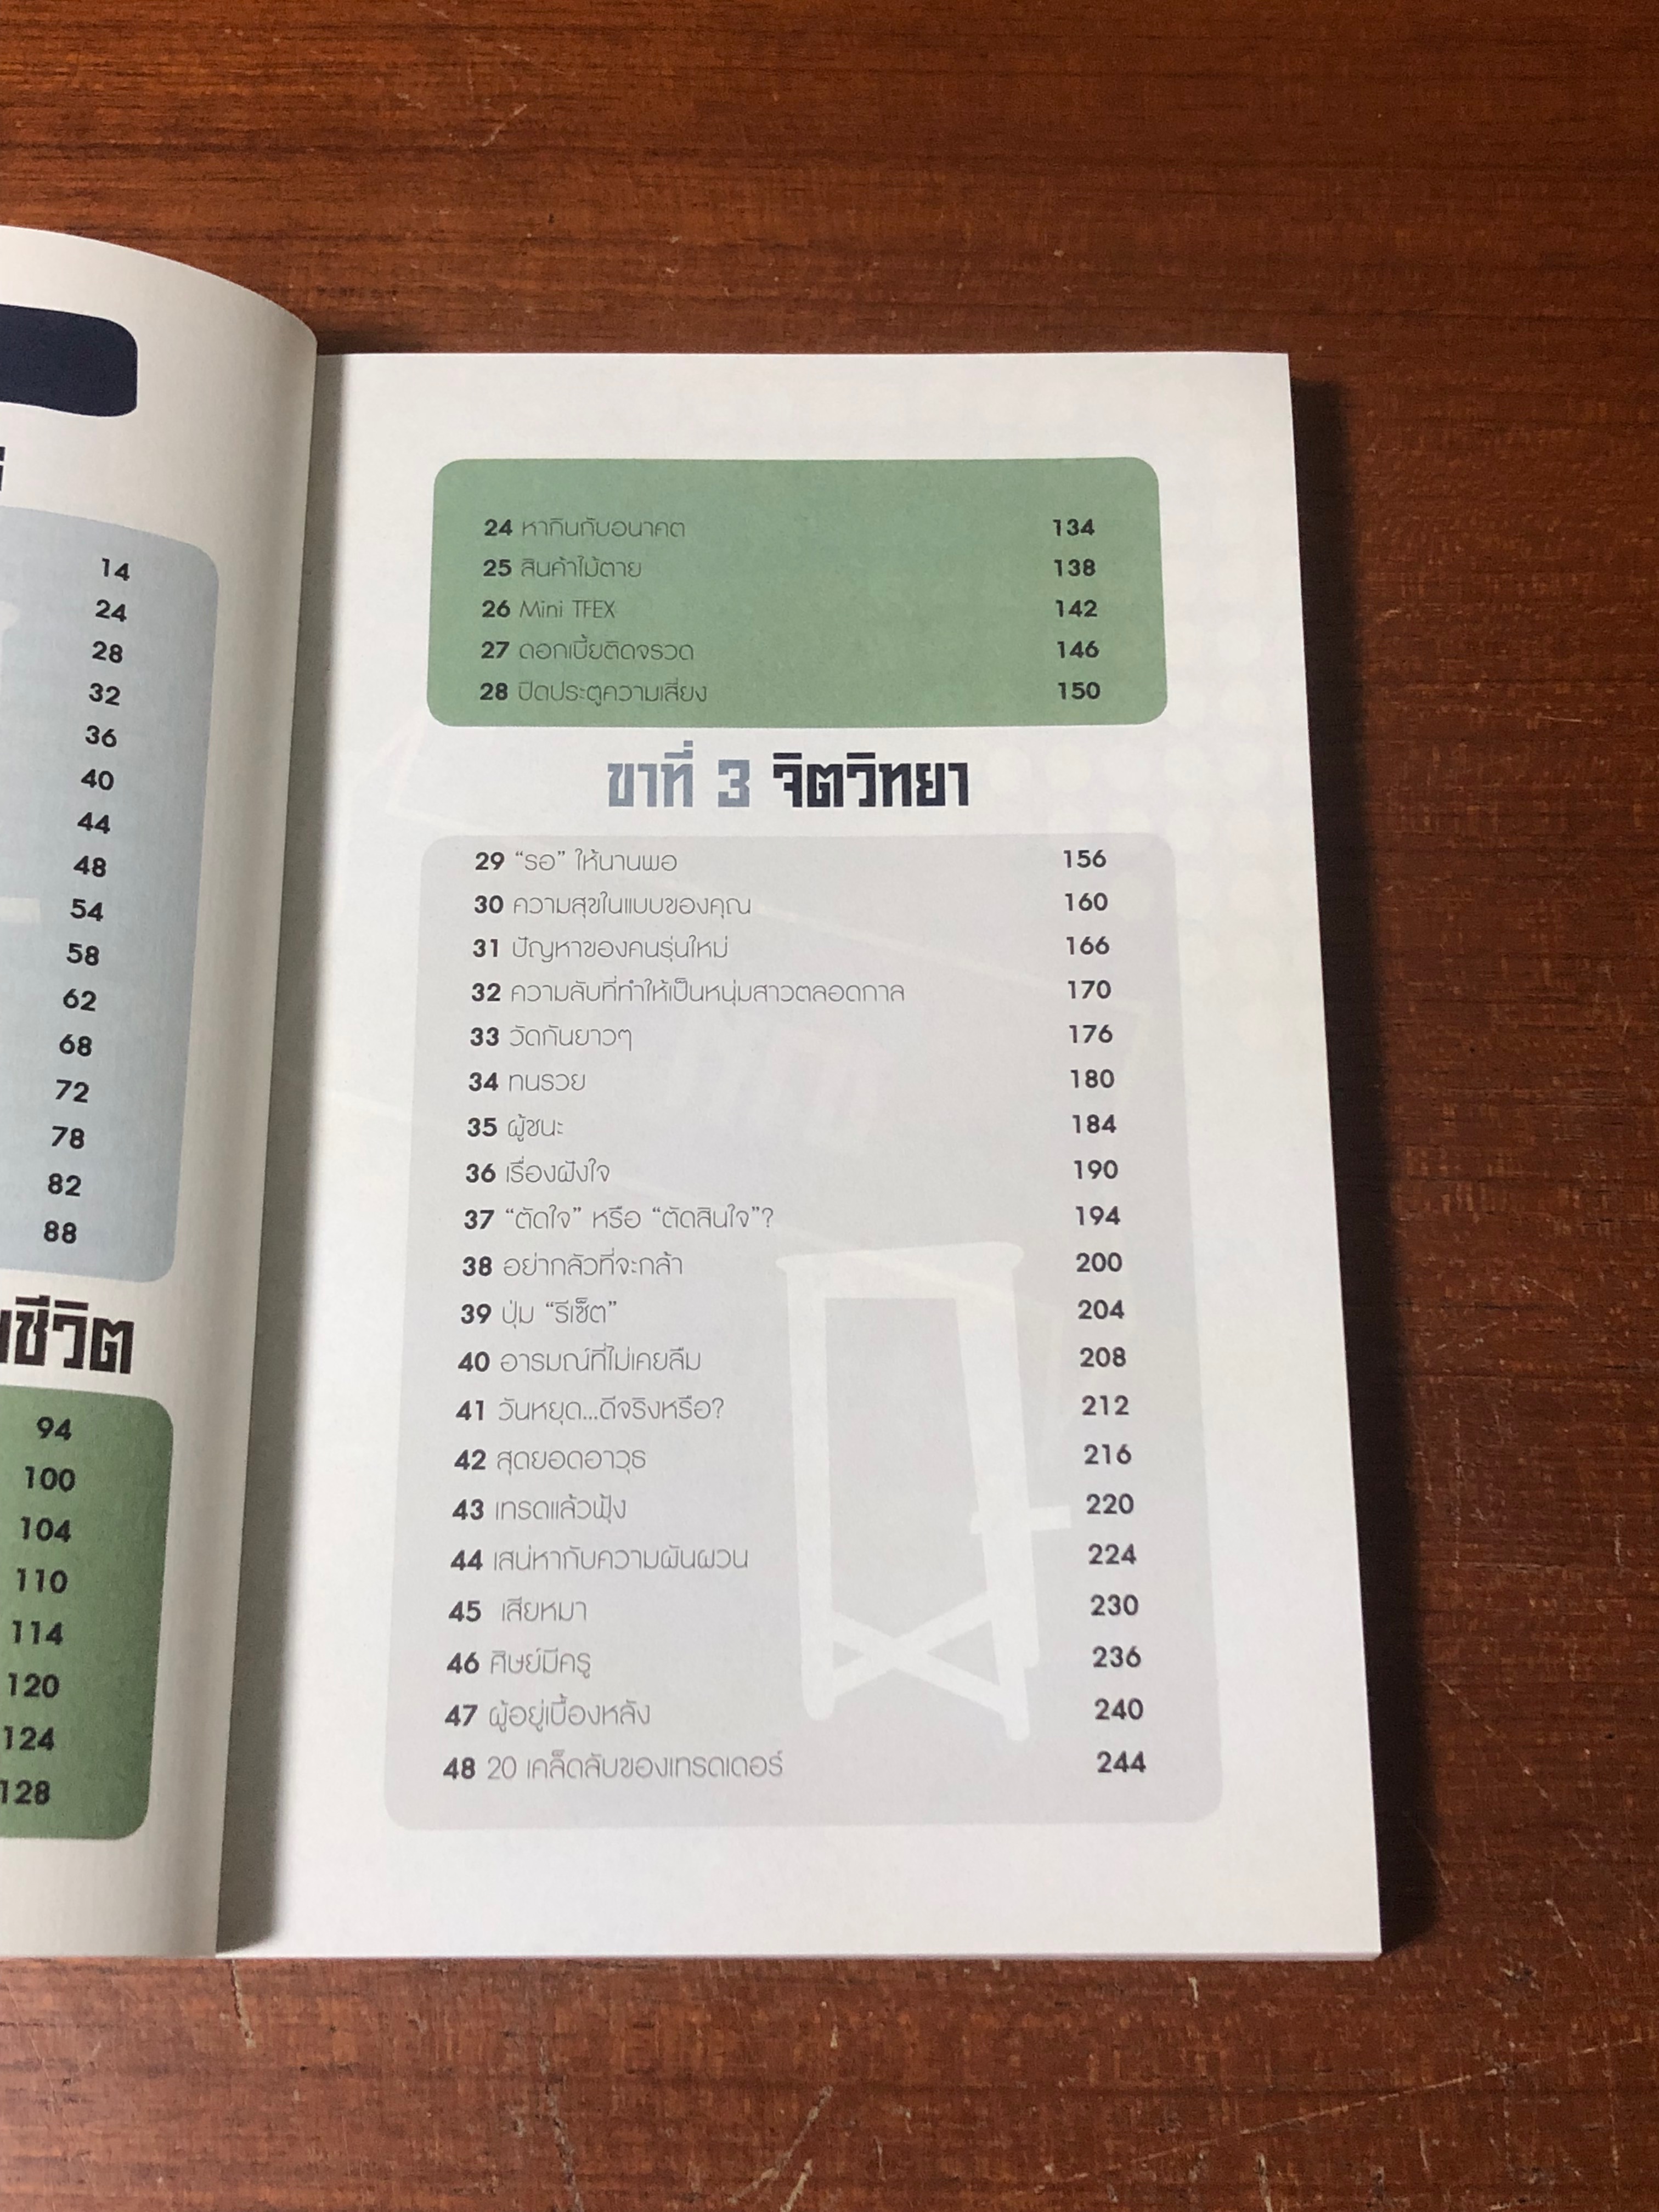 14
24
28
32
36
40
44
48
54
58
62
68
72
78
82
88
ชีวิต
94
100
104
110
114
120
124
128
24 หากินกับอนาคต 134
25 สินค้าไม้ตาย 138
26 Mini TFEX 142
27 ดอกเบี้ยติดจรวด 146
28 ปิดประตูความเสี่ยง 150
ขาที่ 3 จิตวิทยา
29 “รอ” ให้นานพอ 156
30 ความสุขในแบบของคุณ 160
31 ปัญหาของคนรุ่นใหม่ 166
32 ความลับที่ทำให้เป็นหนุ่มสาวตลอดกาล 170
33 วัดกันยาวๆ 176
34 ทนรวย 180
35 ผู้ชนะ 184
36 เรื่องฝังใจ 190
37 “ตัดใจ” หรือ “ตัดสินใจ”? 194
38 อย่ากลัวที่จะกล้า 200
39 ปุ่ม “รีเซ็ต” 204
40 อารมณ์ที่ไม่เคยลืม 208
41 วันหยุด...ดีจริงหรือ? 212
42 สุดยอดอาวุธ 216
43 เทรดแล้วฟุ้ง 220
44 เสน่หากับความผันผวน 224
45 เสียหมา 230
46 ศิษย์มีครู 236
47 ผู้อยู่เบื้องหลัง 240
48 20 เคล็ดลับของเทรดเดอร์ 244